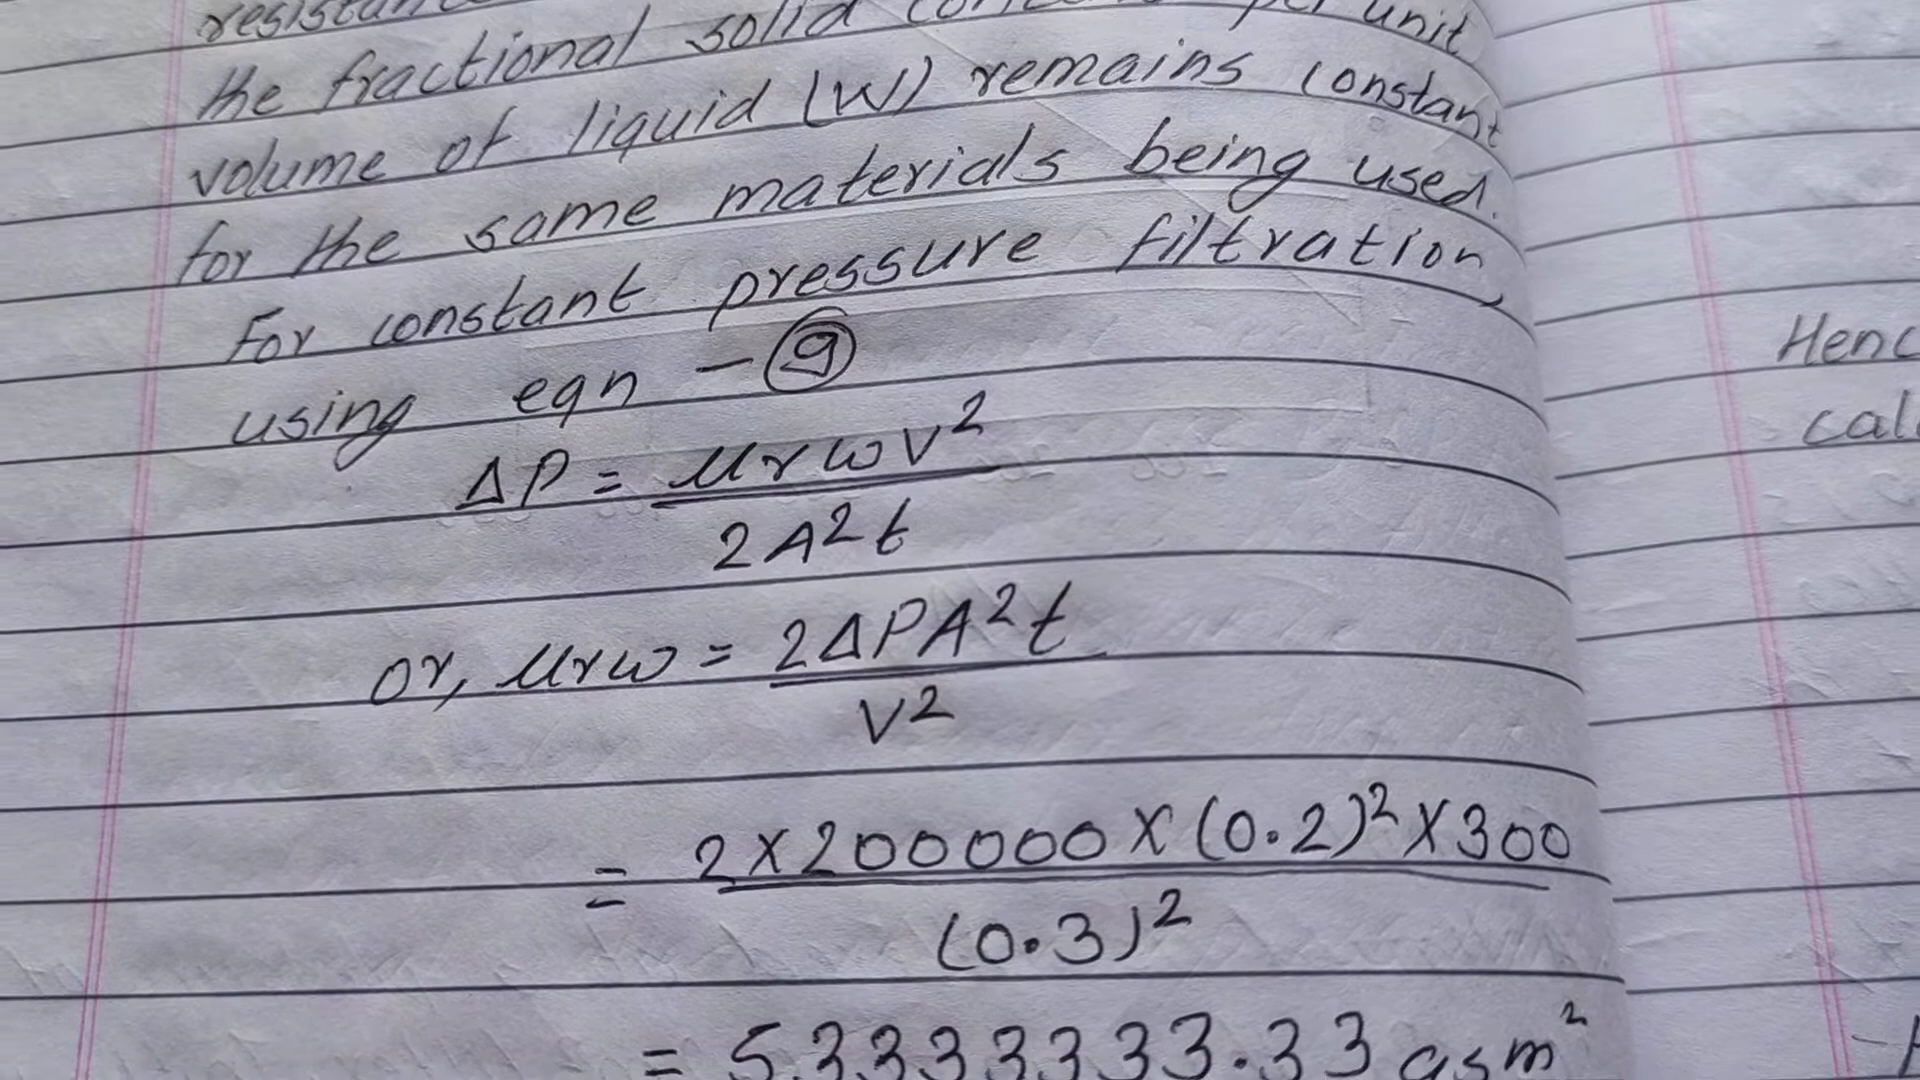 the fractional solid per unit
volume of liquid (W) remains constant
for the same materials being used.
For constant pressure filtration,
using eqn - ⑨
ΔP = μrωV²
2A²t
or, μrω = 2ΔPA²t
V²
= 2×200000×(0.2)²×300
(0.3)²
= 53333333.33 asm²
Henc
cal